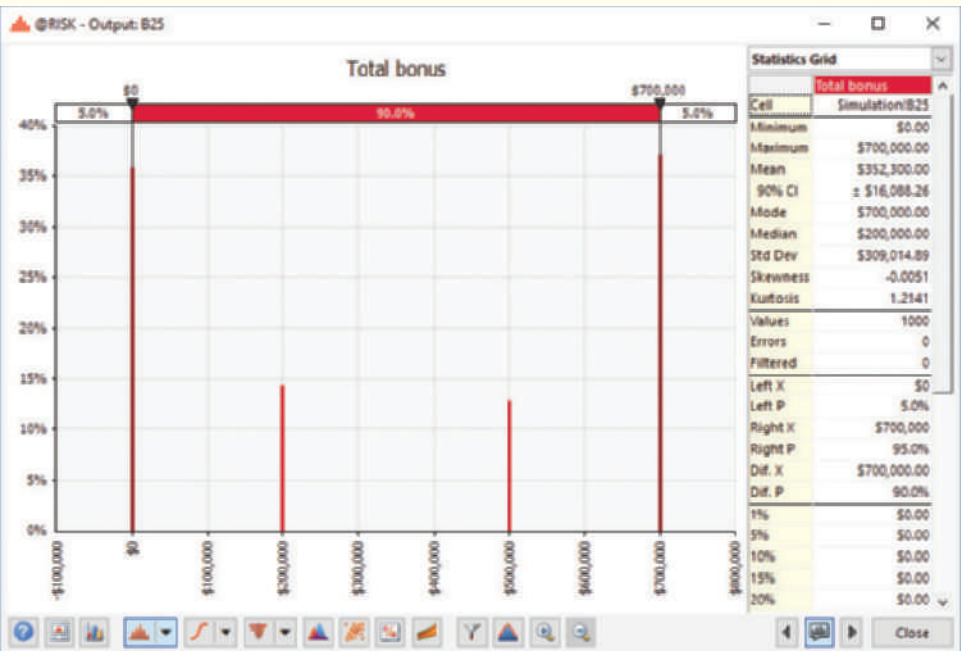 @RISK - Output: B25
Total bonus
$0
$700,000
5.0%
90.0%
5.0%
40%
35%
30%
25%
20%
15%
10%
5%
0%
-$100,000
$0
$100,000
$200,000
$300,000
$400,000
$500,000
$600,000
$700,000
$800,000
Statistics Grid
Total bonus
Cell Simulation!B25
Minimum $0.00
Maximum $700,000.00
Mean $352,300.00
90% CI ± $16,088.26
Mode $700,000.00
Median $200,000.00
Std Dev $309,014.89
Skewness -0.0051
Kurtosis 1.2141
Values 1000
Errors 0
Filtered 0
Left X $0
Left P 5.0%
Right X $700,000
Right P 95.0%
Dif. X $700,000.00
Dif. P 90.0%
1% $0.00
5% $0.00
10% $0.00
15% $0.00
20% $0.00
Close